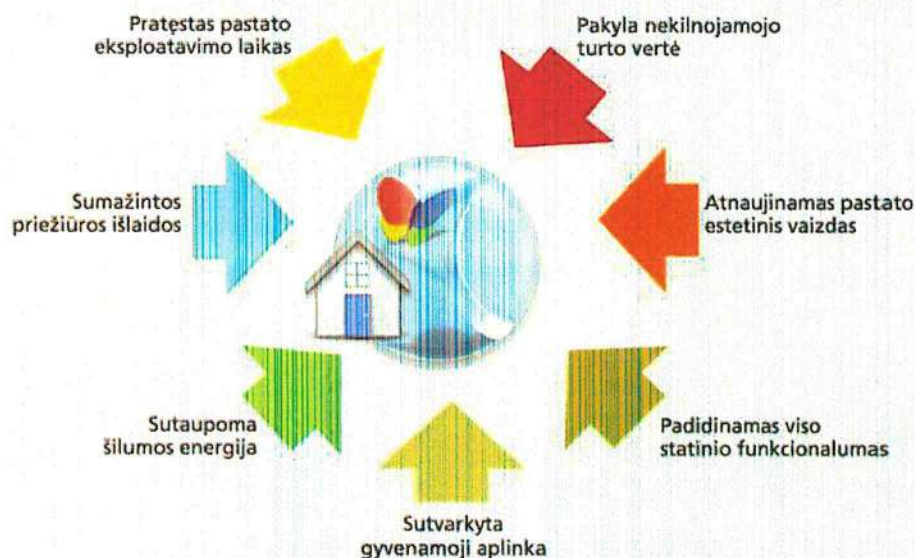 Pratęstas pastato
eksploatavimo laikas
Pakyla nekilnojamojo
turto vertė
Sumažintos
priežiūros išlaidos
Atnaujinamas pastato
estetinis vaizdas
Sutaupoma
šilumos energija
Padidinamas viso
statinio funkcionalumas
Sutvarkyta
gyvenamoji aplinka